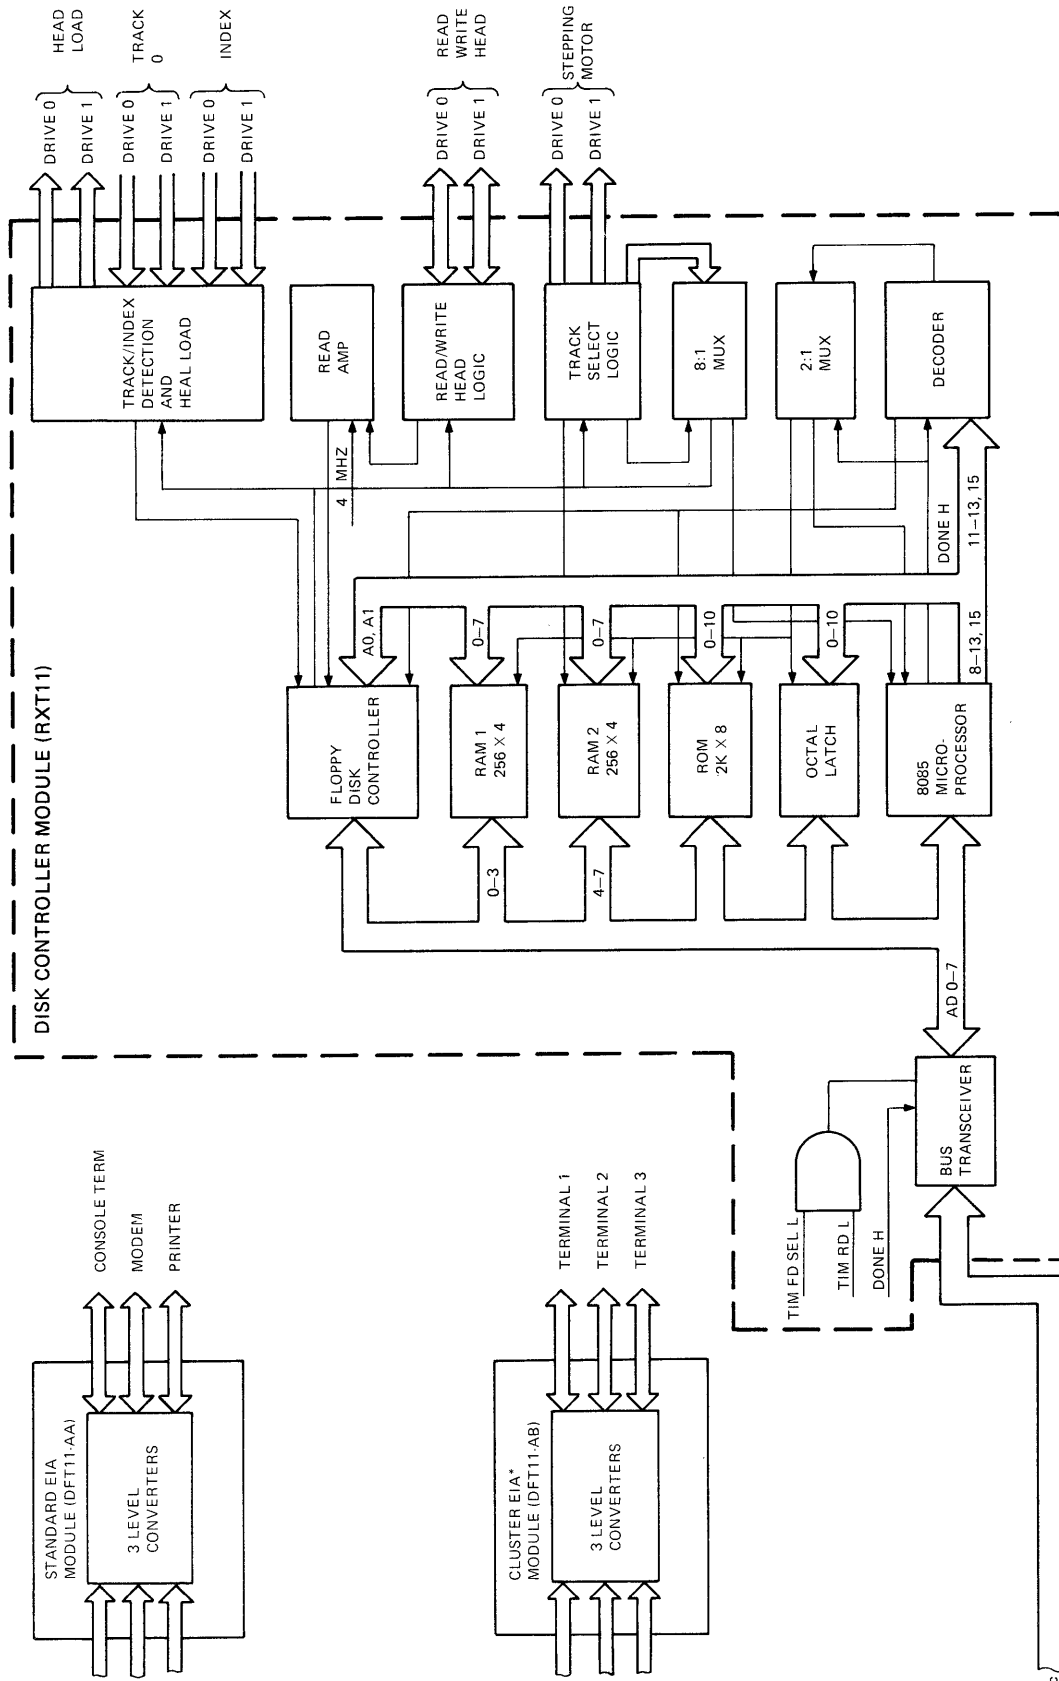 STANDARD EIA
MODULE (DFT11-AA)
3 LEVEL
CONVERTERS
CONSOLE TERM
MODEM
PRINTER
CLUSTER EIA*
MODULE (DFT11-AB)
3 LEVEL
CONVERTERS
TERMINAL 1
TERMINAL 2
TERMINAL 3
DISK CONTROLLER MODULE (RXT11)
TIM FD SEL L
TIM RD L
DONE H
BUS
TRANSCEIVER
AD 0–7
0–3
4–7
FLOPPY
DISK
CONTROLLER
RAM 1
256 X 4
RAM 2
256 X 4
ROM
2K X 8
OCTAL
LATCH
8085
MICRO-
PROCESSOR
A0, A1
0–7
0–7
0–10
0–10
8–13, 15
4 MHZ
DONE H
11–13, 15
TRACK/INDEX
DETECTION
AND
HEAL LOAD
READ
AMP
READ/WRITE
HEAD
LOGIC
TRACK
SELECT
LOGIC
8:1
MUX
2:1
MUX
DECODER
DRIVE 0
DRIVE 1
HEAD
LOAD
DRIVE 0
DRIVE 1
TRACK
0
DRIVE 0
DRIVE 1
INDEX
DRIVE 0
DRIVE 1
READ
WRITE
HEAD
DRIVE 0
DRIVE 1
STEPPING
MOTOR